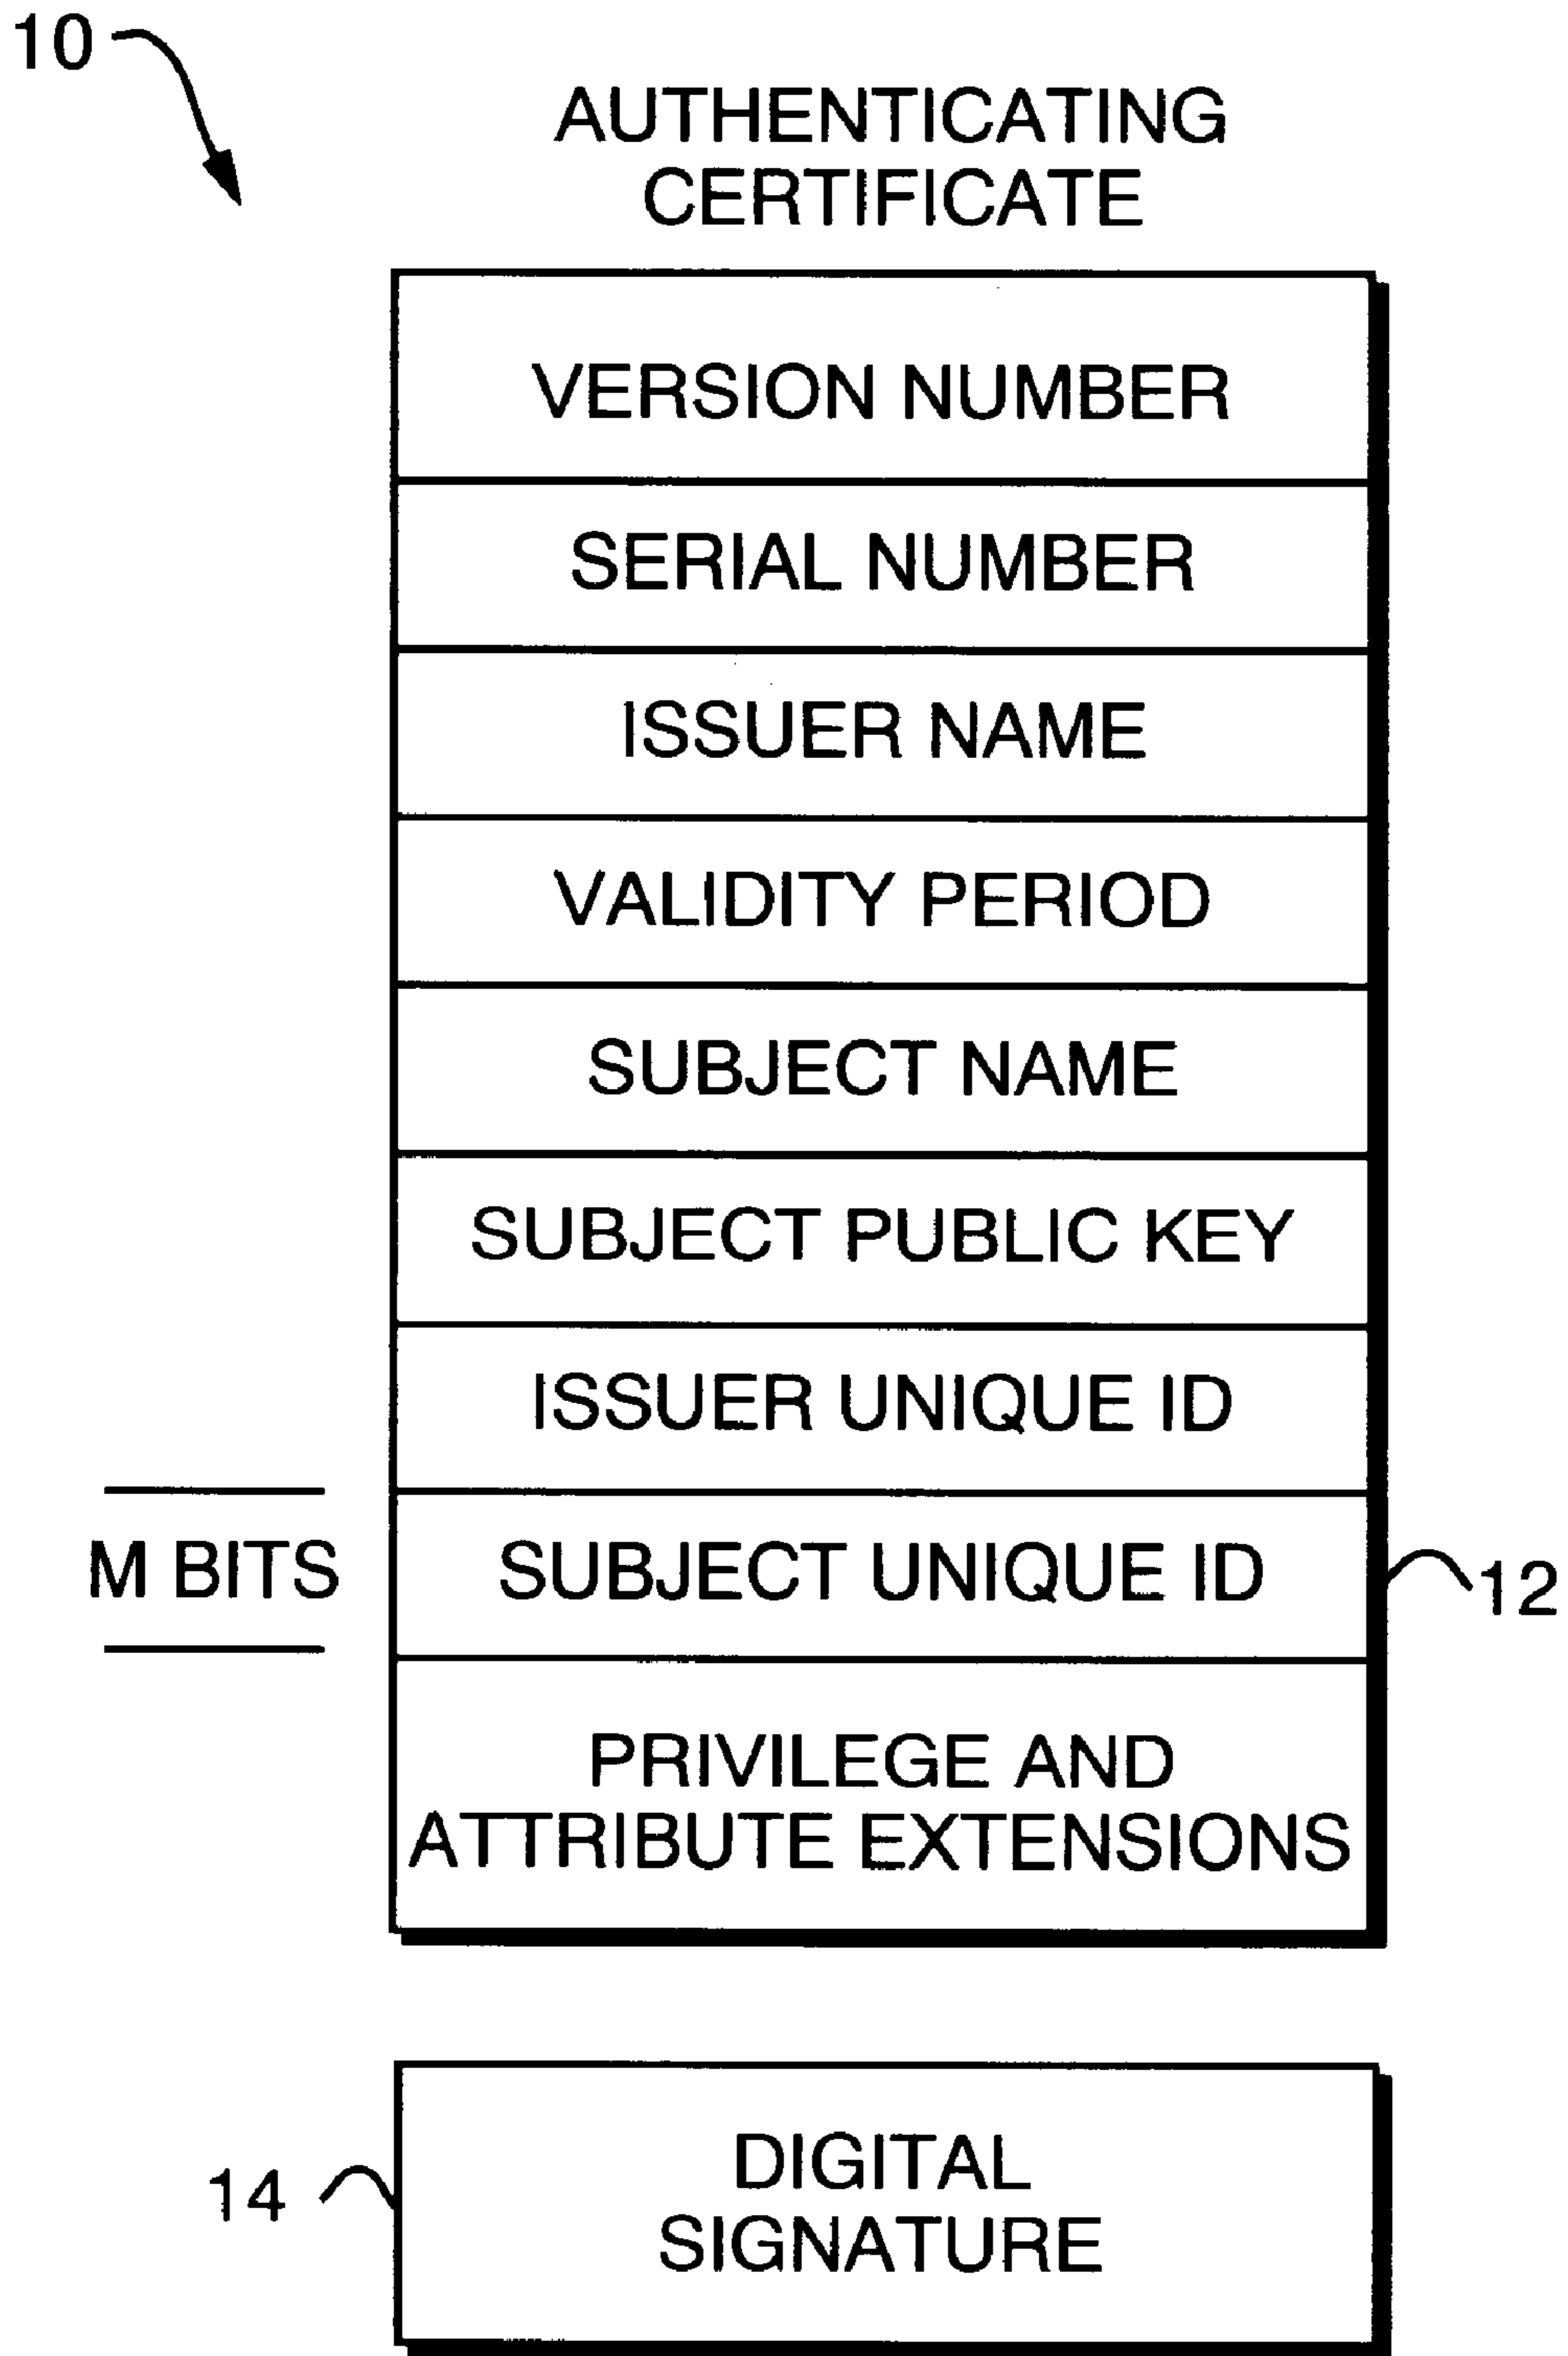 10
AUTHENTICATING
CERTIFICATE
VERSION NUMBER
SERIAL NUMBER
ISSUER NAME
VALIDITY PERIOD
SUBJECT NAME
SUBJECT PUBLIC KEY
ISSUER UNIQUE ID
M BITS
SUBJECT UNIQUE ID
12
PRIVILEGE AND
ATTRIBUTE EXTENSIONS
14
DIGITAL
SIGNATURE